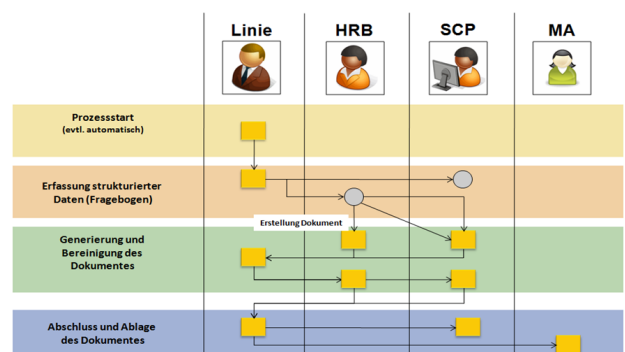 Linie HRB SCP MA
Prozessstart
(evtl. automatisch)
Erfassung strukturierter
Daten (Fragebogen)
Erstellung Dokument
Generierung und
Bereinigung des
Dokumentes
Abschluss und Ablage
des Dokumentes